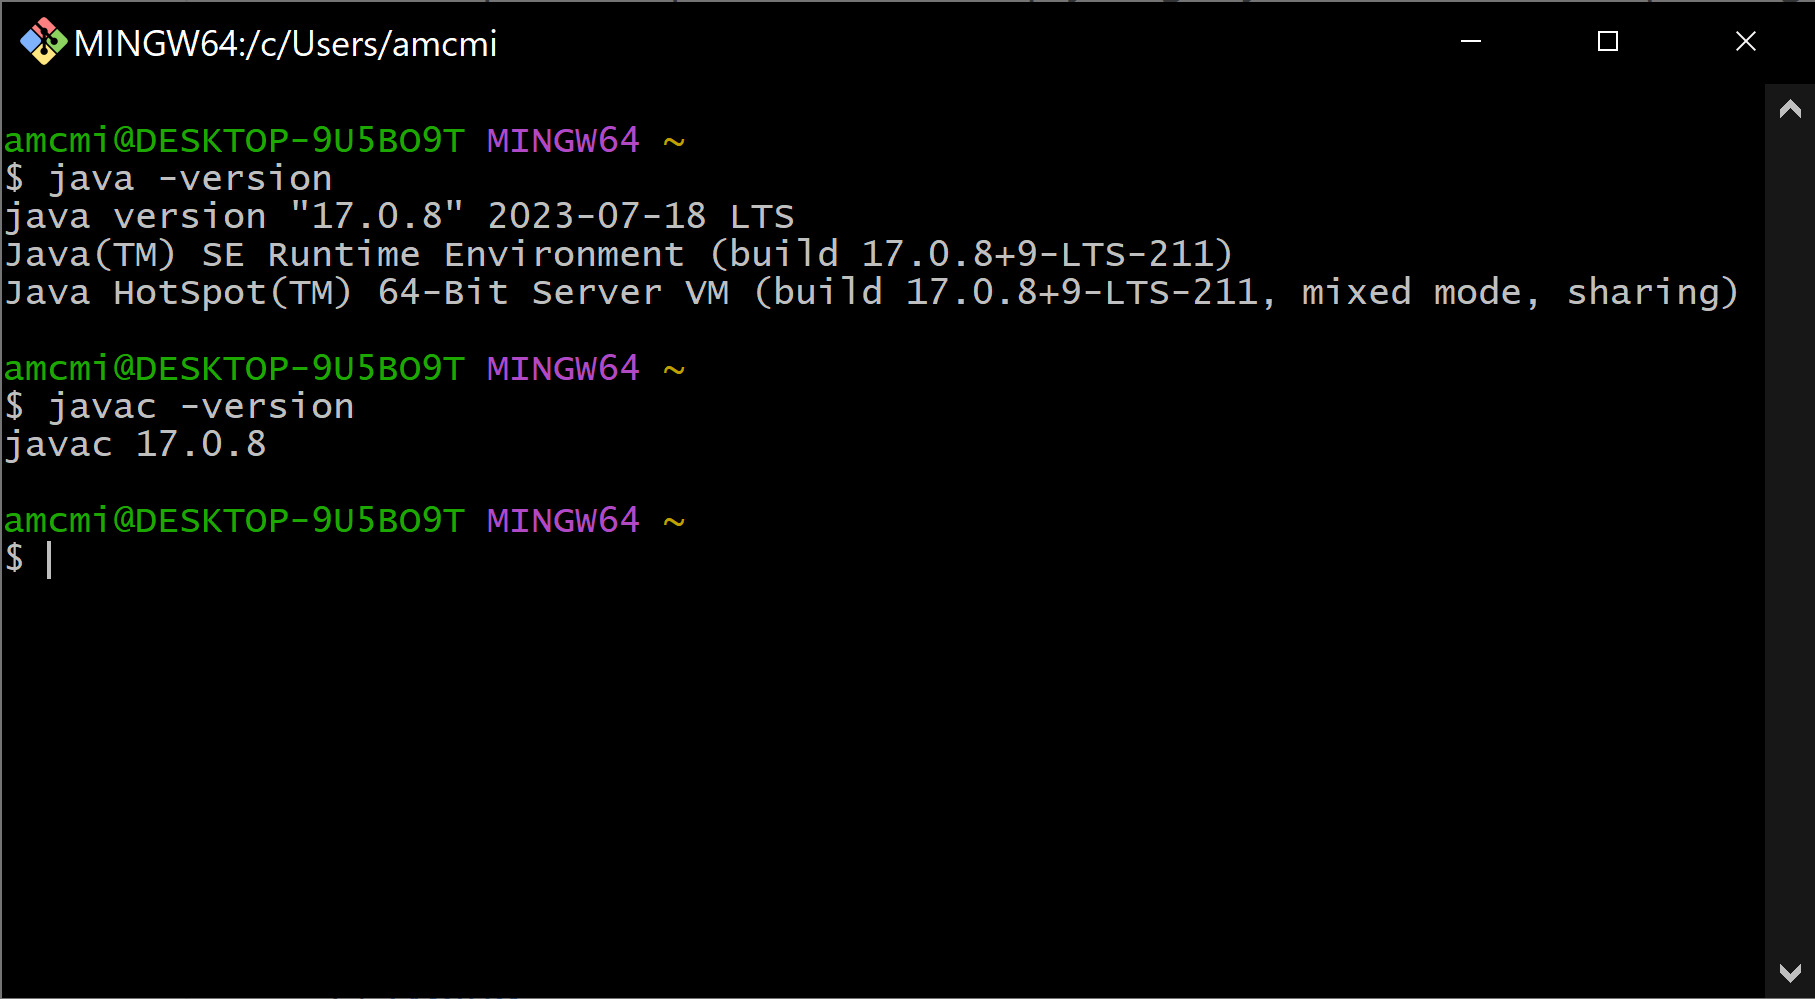 MINGW64:/c/Users/amcmi
amcmi@DESKTOP-9U5BO9T MINGW64 ~
$ java -version
java version "17.0.8" 2023-07-18 LTS
Java(TM) SE Runtime Environment (build 17.0.8+9-LTS-211)
Java HotSpot(TM) 64-Bit Server VM (build 17.0.8+9-LTS-211, mixed mode, sharing)
amcmi@DESKTOP-9U5BO9T MINGW64 ~
$ javac -version
javac 17.0.8
amcmi@DESKTOP-9U5BO9T MINGW64 ~
$